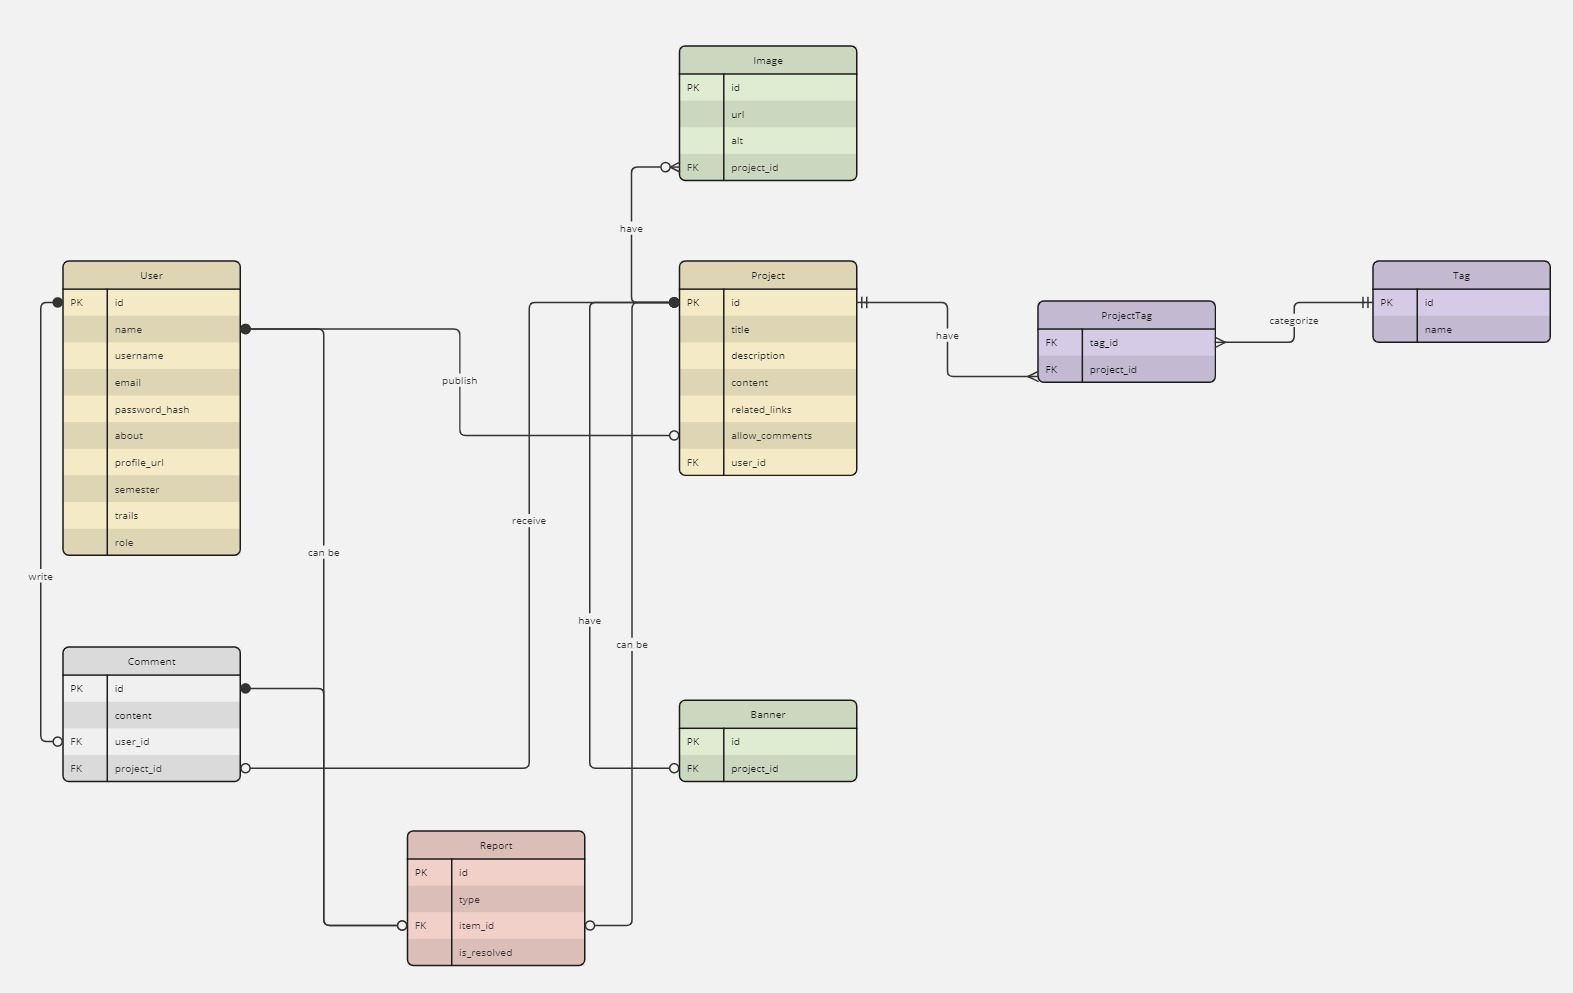 Image
PK id
url
alt
FK project_id
have
User
PK id
name
username
email
password_hash
about
profile_url
semester
trails
role
Project
PK id
title
description
content
related_links
allow_comments
FK user_id
have
ProjectTag
FK tag_id
FK project_id
categorize
Tag
PK id
name
publish
receive
can be
write
have
can be
Comment
PK id
content
FK user_id
FK project_id
Banner
PK id
FK project_id
Report
PK id
type
FK item_id
is_resolved